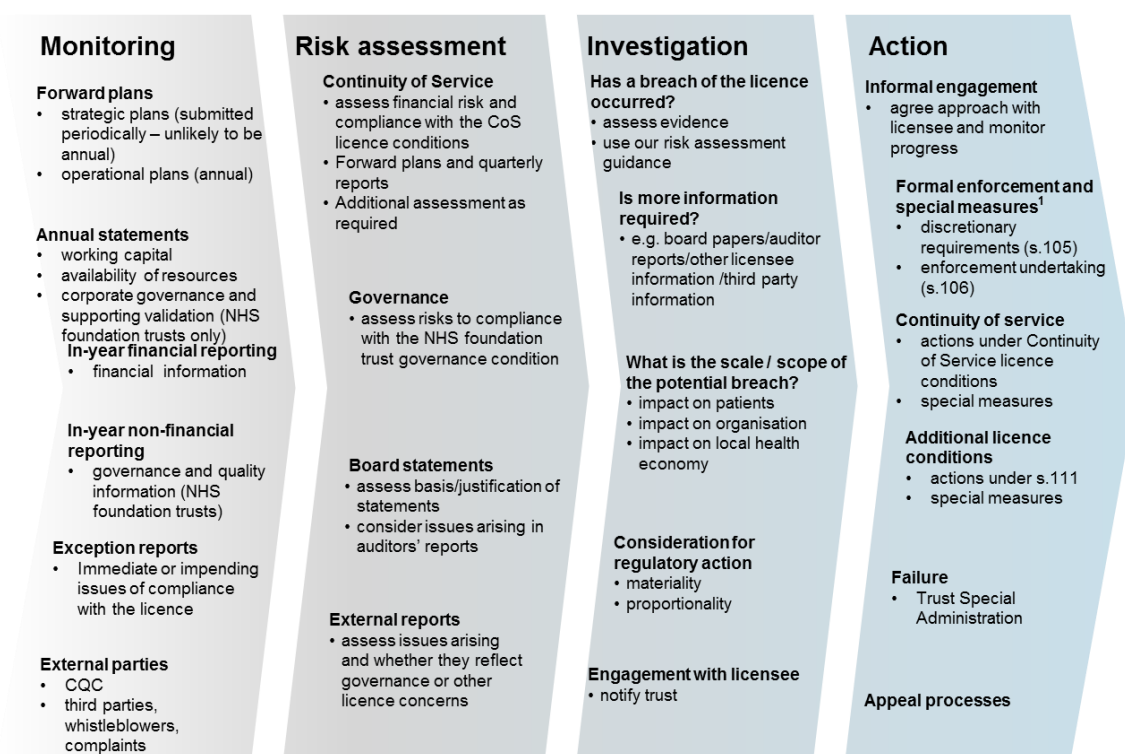 Monitoring
Forward plans
• strategic plans (submitted
periodically – unlikely to be
annual)
• operational plans (annual)
Annual statements
• working capital
• availability of resources
• corporate governance and
supporting validation (NHS
foundation trusts only)
In-year financial reporting
• financial information
In-year non-financial
reporting
• governance and quality
information (NHS
foundation trusts)
Exception reports
• Immediate or impending
issues of compliance
with the licence
External parties
• CQC
• third parties,
whistleblowers,
complaints
Risk assessment
Continuity of Service
• assess financial risk and
compliance with the CoS
licence conditions
• Forward plans and quarterly
reports
• Additional assessment as
required
Governance
• assess risks to compliance
with the NHS foundation
trust governance condition
Board statements
• assess basis/justification of
statements
• consider issues arising in
auditors’ reports
External reports
• assess issues arising
and whether they reflect
governance or other
licence concerns
Investigation
Has a breach of the licence
occurred?
• assess evidence
• use our risk assessment
guidance
Is more information
required?
• e.g. board papers/auditor
reports/other licensee
information /third party
information
What is the scale / scope of
the potential breach?
• impact on patients
• impact on organisation
• impact on local health
economy
Consideration for
regulatory action
• materiality
• proportionality
Engagement with licensee
• notify trust
Action
Informal engagement
• agree approach with
licensee and monitor
progress
Formal enforcement and
special measures¹
• discretionary
requirements (s.105)
• enforcement undertaking
(s.106)
Continuity of service
• actions under Continuity
of Service licence
conditions
• special measures
Additional licence
conditions
• actions under s.111
• special measures
Failure
• Trust Special
Administration
Appeal processes